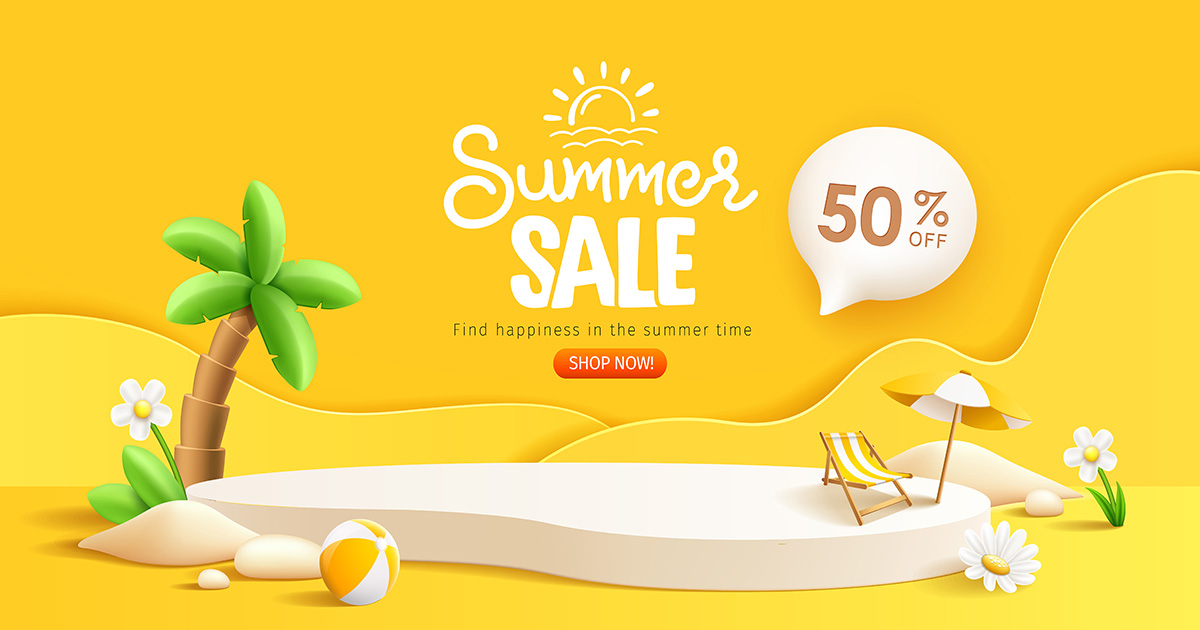 Summer
SALE
Find happiness in the summer time
SHOP NOW!
50%
OFF